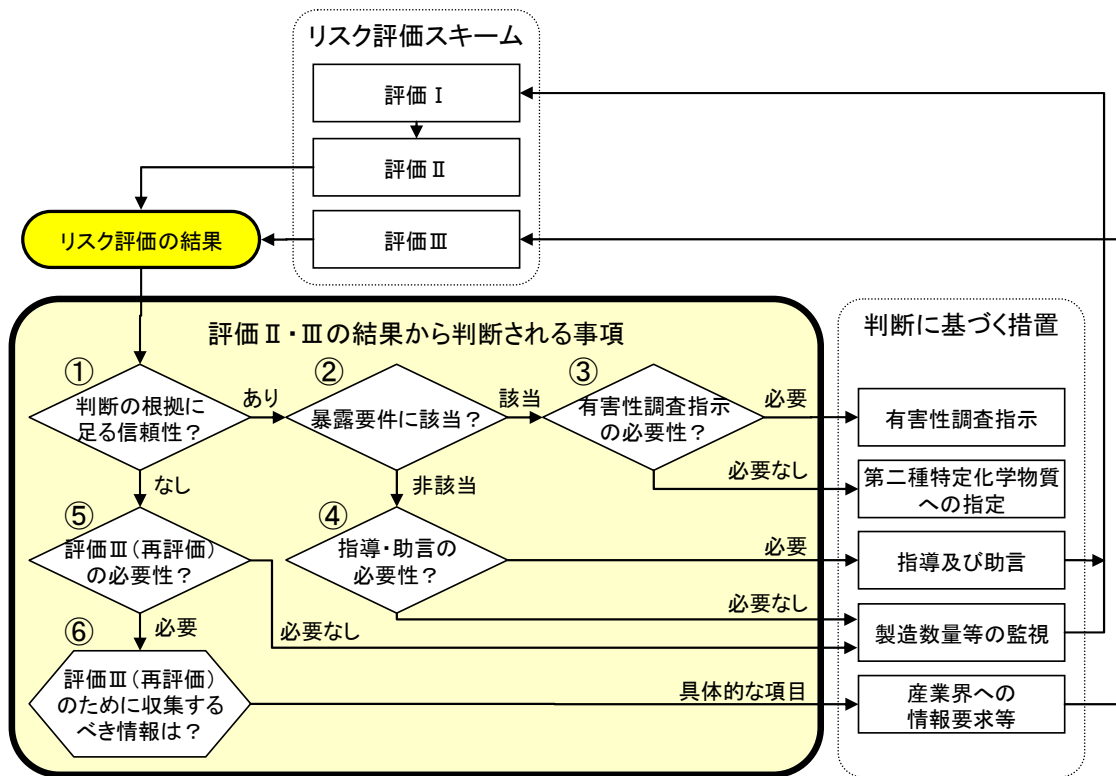 リスク評価スキーム
評価Ⅰ
評価Ⅱ
評価Ⅲ
リスク評価の結果
評価Ⅱ・Ⅲの結果から判断される事項
①
判断の根拠に
足る信頼性？
あり
なし
②
暴露要件に該当？
該当
非該当
③
有害性調査指示
の必要性？
必要
必要なし
④
指導・助言の
必要性？
必要
必要なし
⑤
評価Ⅲ（再評価）
の必要性？
必要
必要なし
⑥
評価Ⅲ（再評価）
のために収集する
べき情報は？
具体的な項目
判断に基づく措置
有害性調査指示
第二種特定化学物質
への指定
指導及び助言
製造数量等の監視
産業界への
情報要求等